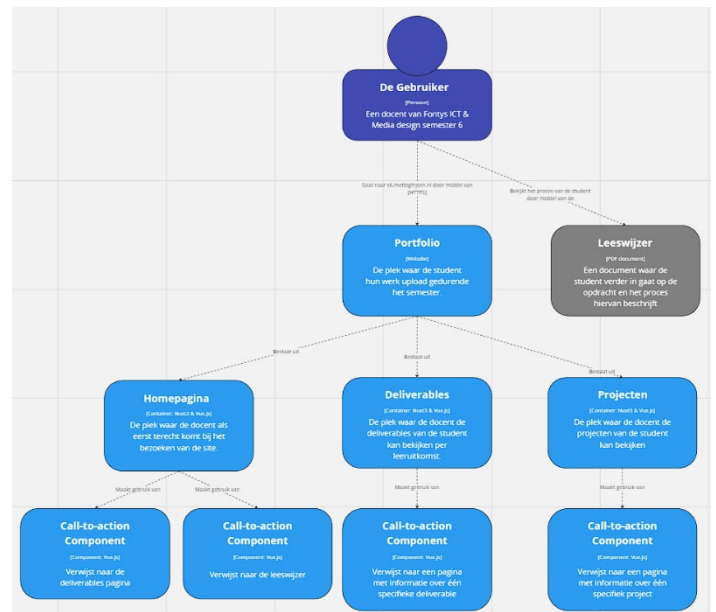 De Gebruiker
[Persoon]
Een docent van Fontys ICT &
Media design semester 6
Gaat naar
door middel van
Bekijkt het proces van de student
door middel van de
Portfolio
[Website]
De plek waar de student
hun werk upload gedurende
het semester.
Leeswijzer
[PDF document]
Een document waar de
student verder in gaat op de
opdracht en het proces
hiervan beschrijft
Bestaat uit
Bestaat uit
Bestaat uit
Homepagina
[Container: Nuxt3 & Vue.js]
De plek waar de docent als
eerst terecht komt bij het
bezoeken van de site.
Deliverables
[Container: Nuxt3 & Vue.js]
De plek waar de docent de
deliverables van de student
kan bekijken per
leeruitkomst.
Projecten
[Container: Nuxt3 & Vue.js]
De plek waar de docent de
projecten van de student
kan bekijken
Maakt gebruik van
Maakt gebruik van
Maakt gebruik van
Maakt gebruik van
Call-to-action
Component
[Component: Vue.js]
Verwijst naar de
deliverables pagina
Call-to-action
Component
[Component: Vue.js]
Verwijst naar de leeswijzer
Call-to-action
Component
[Component: Vue.js]
Verwijst naar een pagina
met informatie over één
specifieke deliverable
Call-to-action
Component
[Component: Vue.js]
Verwijst naar een pagina
met informatie over één
specifiek project